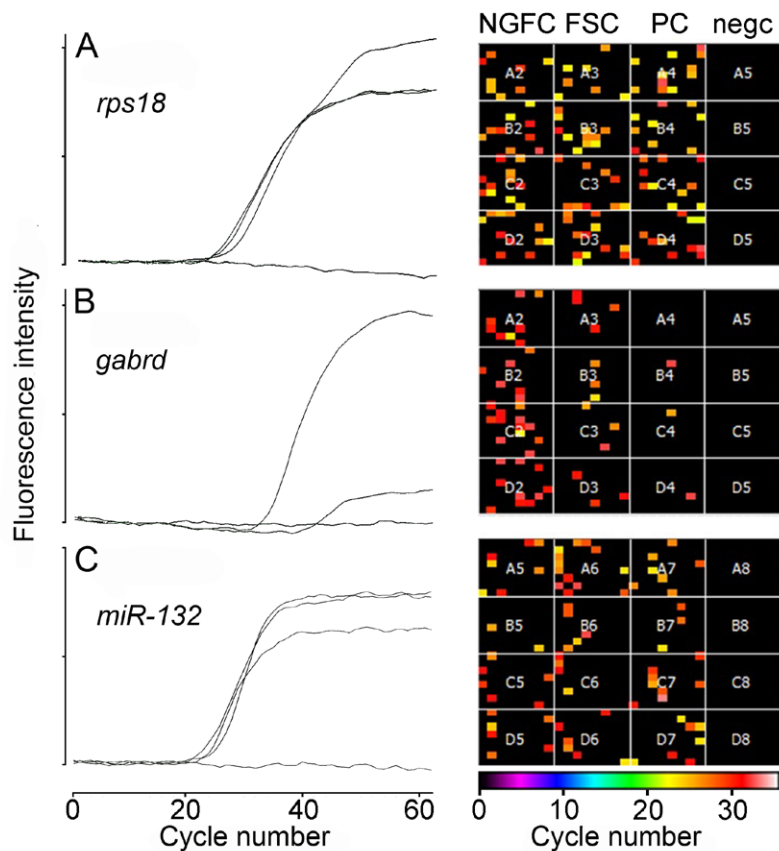 A
rps18
B
gabrd
C
miR-132
Fluorescence intensity
0 20 40 60
Cycle number
NGFC FSC PC negc
A2 A3 A4 A5
B2 B3 B4 B5
C2 C3 C4 C5
D2 D3 D4 D5
A2 A3 A4 A5
B2 B3 B4 B5
C2 C3 C4 C5
D2 D3 D4 D5
A5 A6 A7 A8
B5 B6 B7 B8
C5 C6 C7 C8
D5 D6 D7 D8
0 10 20 30
Cycle number